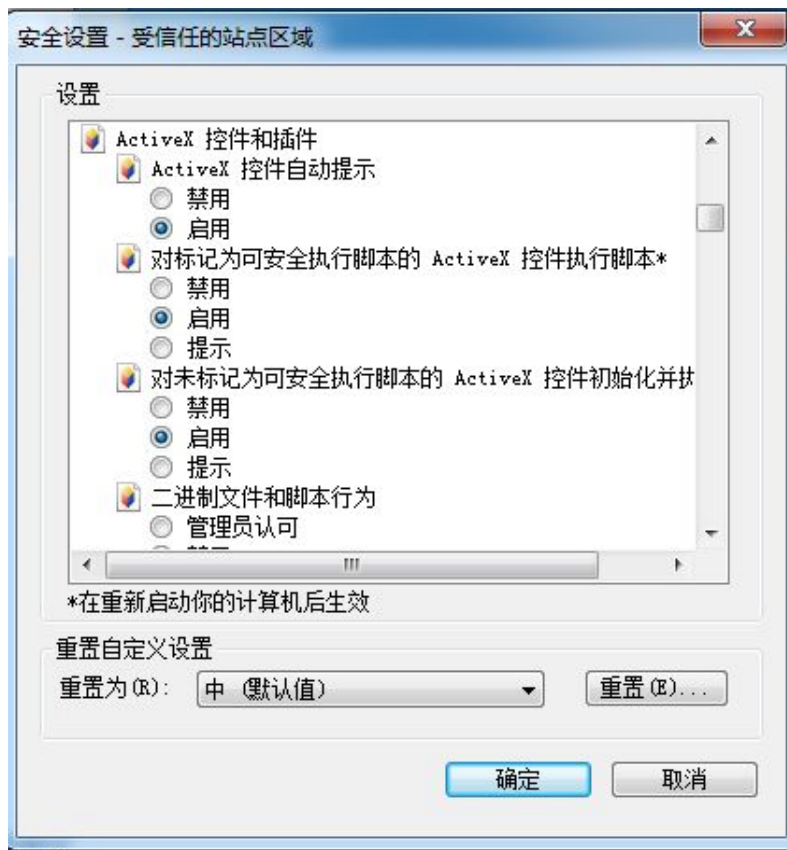 安全设置 - 受信任的站点区域
设置
ActiveX 控件和插件
ActiveX 控件自动提示
禁用
启用
对标记为可安全执行脚本的 ActiveX 控件执行脚本*
禁用
启用
提示
对未标记为可安全执行脚本的 ActiveX 控件初始化并执
禁用
启用
提示
二进制文件和脚本行为
管理员认可
*在重新启动你的计算机后生效
重置自定义设置
重置为(R): 中 (默认值) 重置(E)...
确定 取消